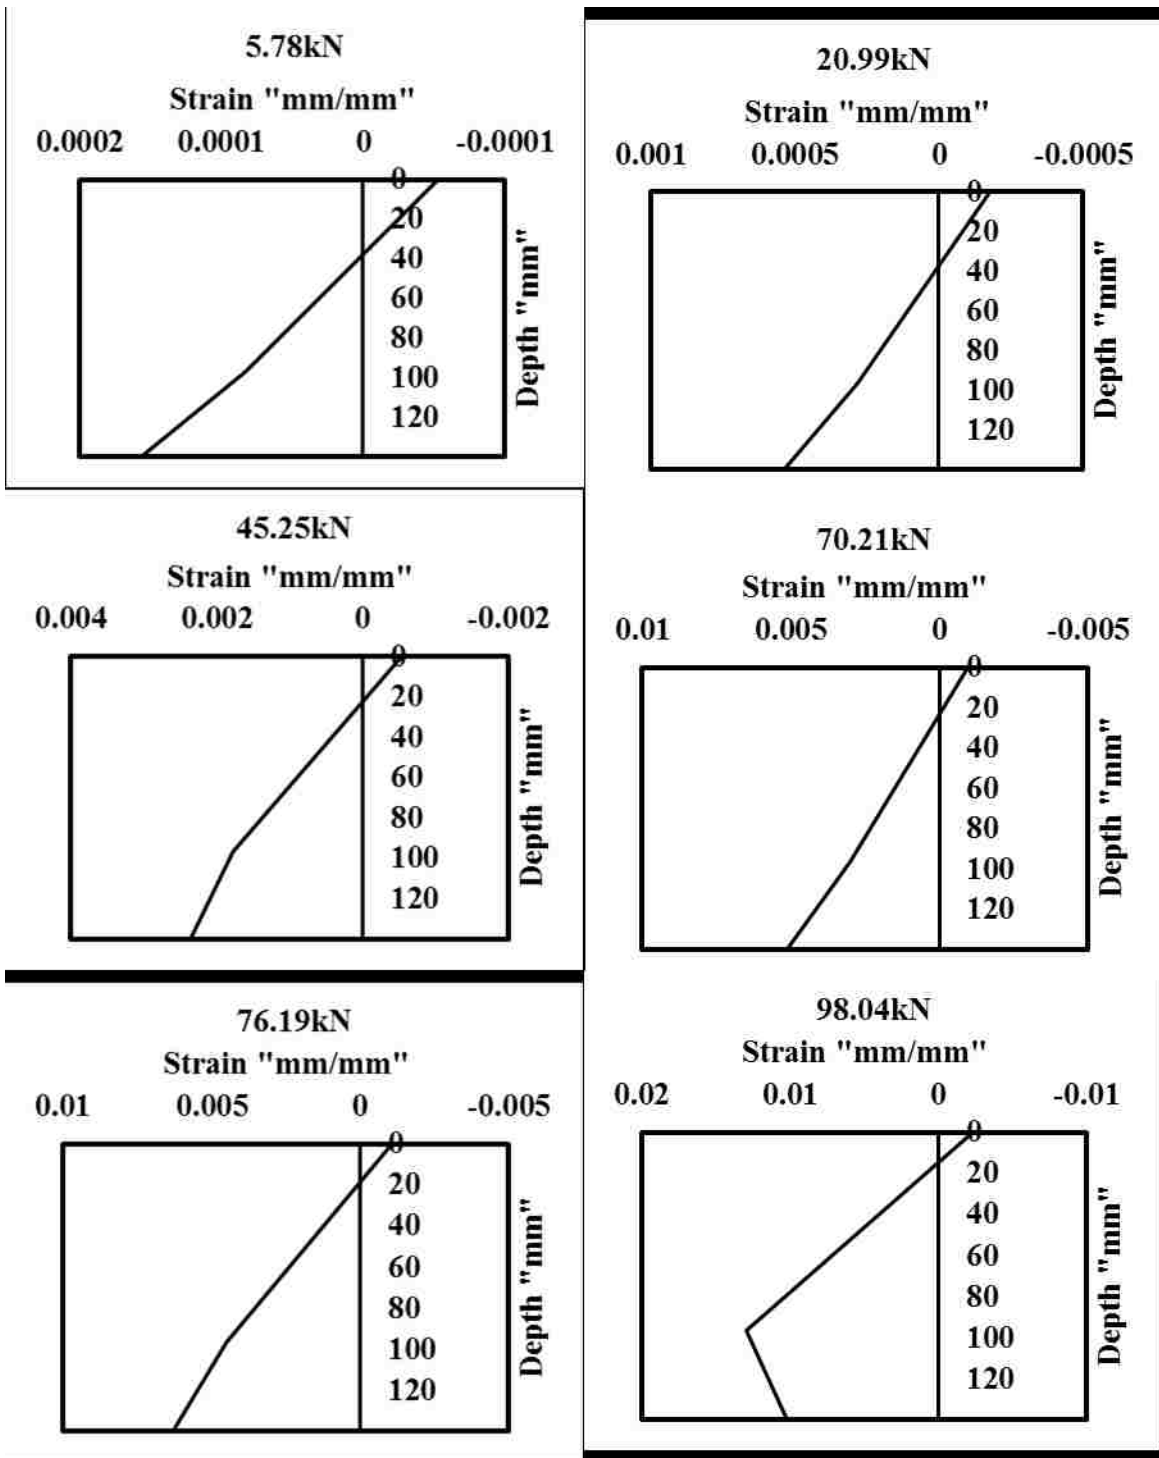 5.78kN
Strain "mm/mm"
0.0002 0.0001 0 -0.0001
0
20
40
60
80
100
120
Depth "mm"
20.99kN
Strain "mm/mm"
0.001 0.0005 0 -0.0005
0
20
40
60
80
100
120
Depth "mm"
45.25kN
Strain "mm/mm"
0.004 0.002 0 -0.002
0
20
40
60
80
100
120
Depth "mm"
70.21kN
Strain "mm/mm"
0.01 0.005 0 -0.005
0
20
40
60
80
100
120
Depth "mm"
76.19kN
Strain "mm/mm"
0.01 0.005 0 -0.005
0
20
40
60
80
100
120
Depth "mm"
98.04kN
Strain "mm/mm"
0.02 0.01 0 -0.01
0
20
40
60
80
100
120
Depth "mm"